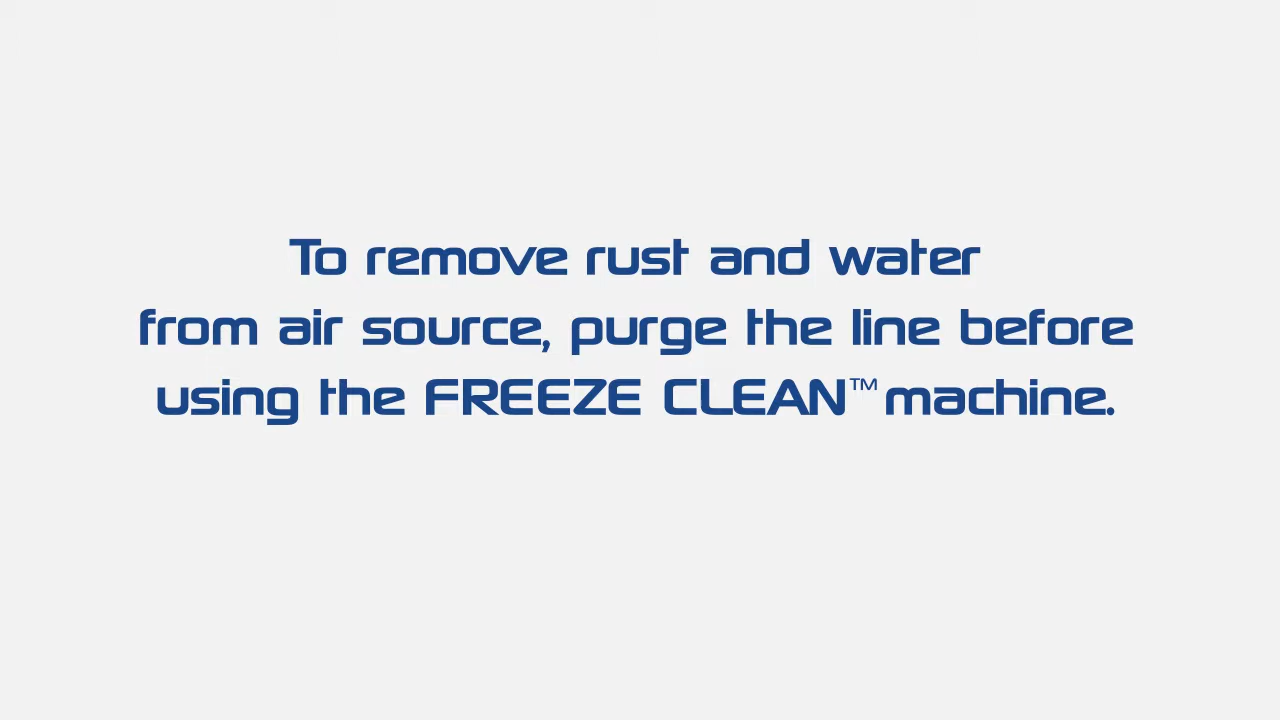 To remove rust and water
from air source, purge the line before
using the FREEZE CLEAN™ machine.